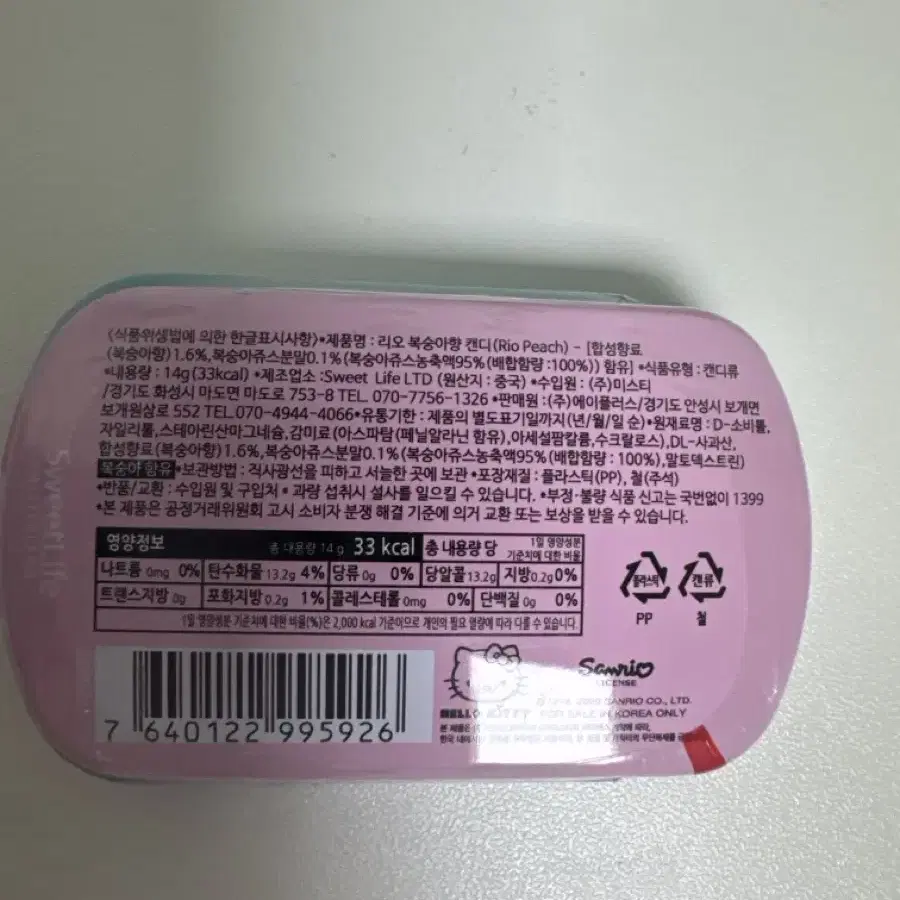 <식품위생법에 의한 한글표시사항>•제품명 : 리오 복숭아향 캔디(Rio Peach) - [합성향료
(복숭아향)1.6%,복숭아쥬스분말0.1%(복숭아쥬스농축액95%(배합함량:100%)) 함유] •식품유형 : 캔디류
•내용량 : 14g(33kcal) •제조업소 :Sweet Life LTD (원산지 : 중국) •수입원 : (주)미스티
/경기도 화성시 마도면 마도로 753-8 TEL. 070-7756-1326 •판매원 : (주)에이플러스/경기도 안성시 보개면
보개원삼로 552 TEL.070-4944-4066•유통기한 : 제품의 별도표기일까지(년/월/일 순)•원재료명 : D-소비톨,
자일리톨,스테아린산마그네슘,감미료(아스파탐(페닐알라닌 함유),아세설팜칼륨,수크랄로스),DL-사과산,
합성향료(복숭아향)1.6%,복숭아쥬스분말0.1%(복숭아쥬스농축액95%(배합함량 : 100%),말토덱스트린)
복숭아 함유 •보관방법 : 직사광선을 피하고 서늘한 곳에 보관 •포장재질 : 플라스틱(PP), 철(주석)
•반품/교환 : 수입원 및 구입처 • 과량 섭취시 설사를 일으킬 수 있습니다. •부정·불량 식품 신고는 국번없이 1399
•본 제품은 공정거래위원회 고시 소비자 분쟁 해결 기준에 의거 교환 또는 보상을 받을 수 있습니다.
영양정보 총 내용량 14 g 33 kcal 총 내용량 당 1일 영양성분 기준치에 대한 비율
나트륨 0mg 0% 탄수화물 13.2g 4% 당류 0g 0% 당알콜 13.2g 지방 0.2g 0%
트랜스지방 0g 포화지방 0.2g 1% 콜레스테롤 0mg 0% 단백질 0g 0%
1일 영양성분 기준치에 대한 비율(%)은 2,000 kcal 기준이므로 개인의 필요 열량에 따라 다를 수 있습니다.
플라스틱 캔류
PP 철
7 640122 995926
Sanrio
LICENSE
SANRIO CO., LTD.
HELLO KITTY FOR SALE IN KOREA ONLY
Sweet Life